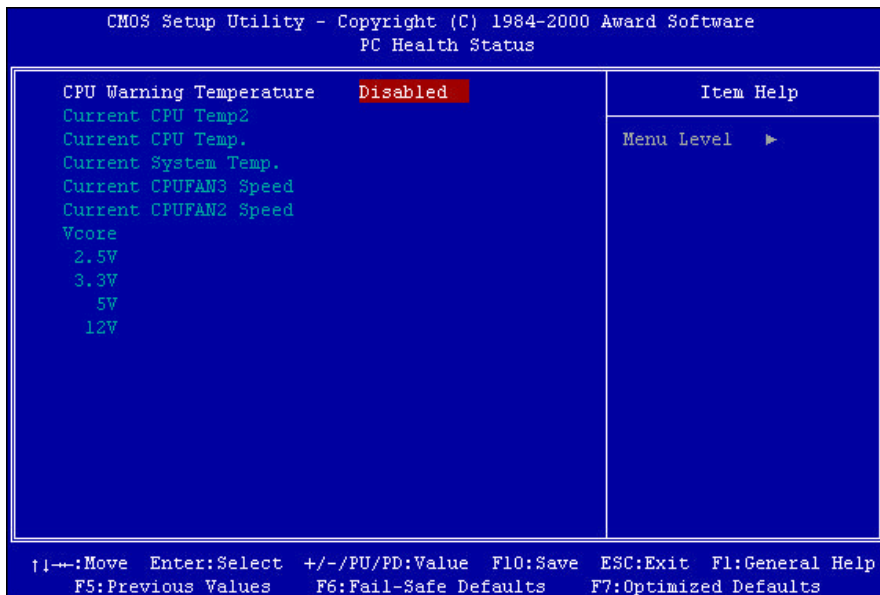 CMOS Setup Utility - Copyright (C) 1984-2000 Award Software
PC Health Status
CPU Warning Temperature Disabled
Current CPU Temp2
Current CPU Temp.
Current System Temp.
Current CPUFAN3 Speed
Current CPUFAN2 Speed
Vcore
2.5V
3.3V
5V
12V
Item Help
Menu Level ►
↑↓→←:Move Enter:Select +/-/PU/PD:Value F10:Save ESC:Exit F1:General Help
F5:Previous Values F6:Fail-Safe Defaults F7:Optimized Defaults